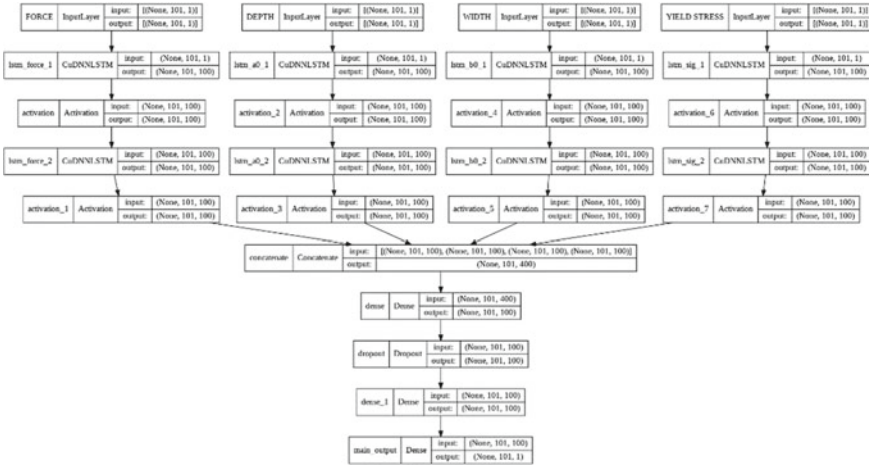 FORCE InputLayer input: [(None, 101, 1)] output: [(None, 101, 1)]
DEPTH InputLayer input: [(None, 101, 1)] output: [(None, 101, 1)]
WIDTH InputLayer input: [(None, 101, 1)] output: [(None, 101, 1)]
YIELD STRESS InputLayer input: [(None, 101, 1)] output: [(None, 101, 1)]
lstm_force_1 CuDNNLSTM input: (None, 101, 1) output: (None, 101, 100)
lstm_a0_1 CuDNNLSTM input: (None, 101, 1) output: (None, 101, 100)
lstm_b0_1 CuDNNLSTM input: (None, 101, 1) output: (None, 101, 100)
lstm_sig_1 CuDNNLSTM input: (None, 101, 1) output: (None, 101, 100)
activation Activation input: (None, 101, 100) output: (None, 101, 100)
activation_2 Activation input: (None, 101, 100) output: (None, 101, 100)
activation_4 Activation input: (None, 101, 100) output: (None, 101, 100)
activation_6 Activation input: (None, 101, 100) output: (None, 101, 100)
lstm_force_2 CuDNNLSTM input: (None, 101, 100) output: (None, 101, 100)
lstm_a0_2 CuDNNLSTM input: (None, 101, 100) output: (None, 101, 100)
lstm_b0_2 CuDNNLSTM input: (None, 101, 100) output: (None, 101, 100)
lstm_sig_2 CuDNNLSTM input: (None, 101, 100) output: (None, 101, 100)
activation_1 Activation input: (None, 101, 100) output: (None, 101, 100)
activation_3 Activation input: (None, 101, 100) output: (None, 101, 100)
activation_5 Activation input: (None, 101, 100) output: (None, 101, 100)
activation_7 Activation input: (None, 101, 100) output: (None, 101, 100)
concatenate Concatenate input: [(None, 101, 100), (None, 101, 100), (None, 101, 100), (None, 101, 100)] output: (None, 101, 400)
dense Dense input: (None, 101, 400) output: (None, 101, 100)
dropout Dropout input: (None, 101, 100) output: (None, 101, 100)
dense_1 Dense input: (None, 101, 100) output: (None, 101, 100)
main_output Dense input: (None, 101, 100) output: (None, 101, 1)